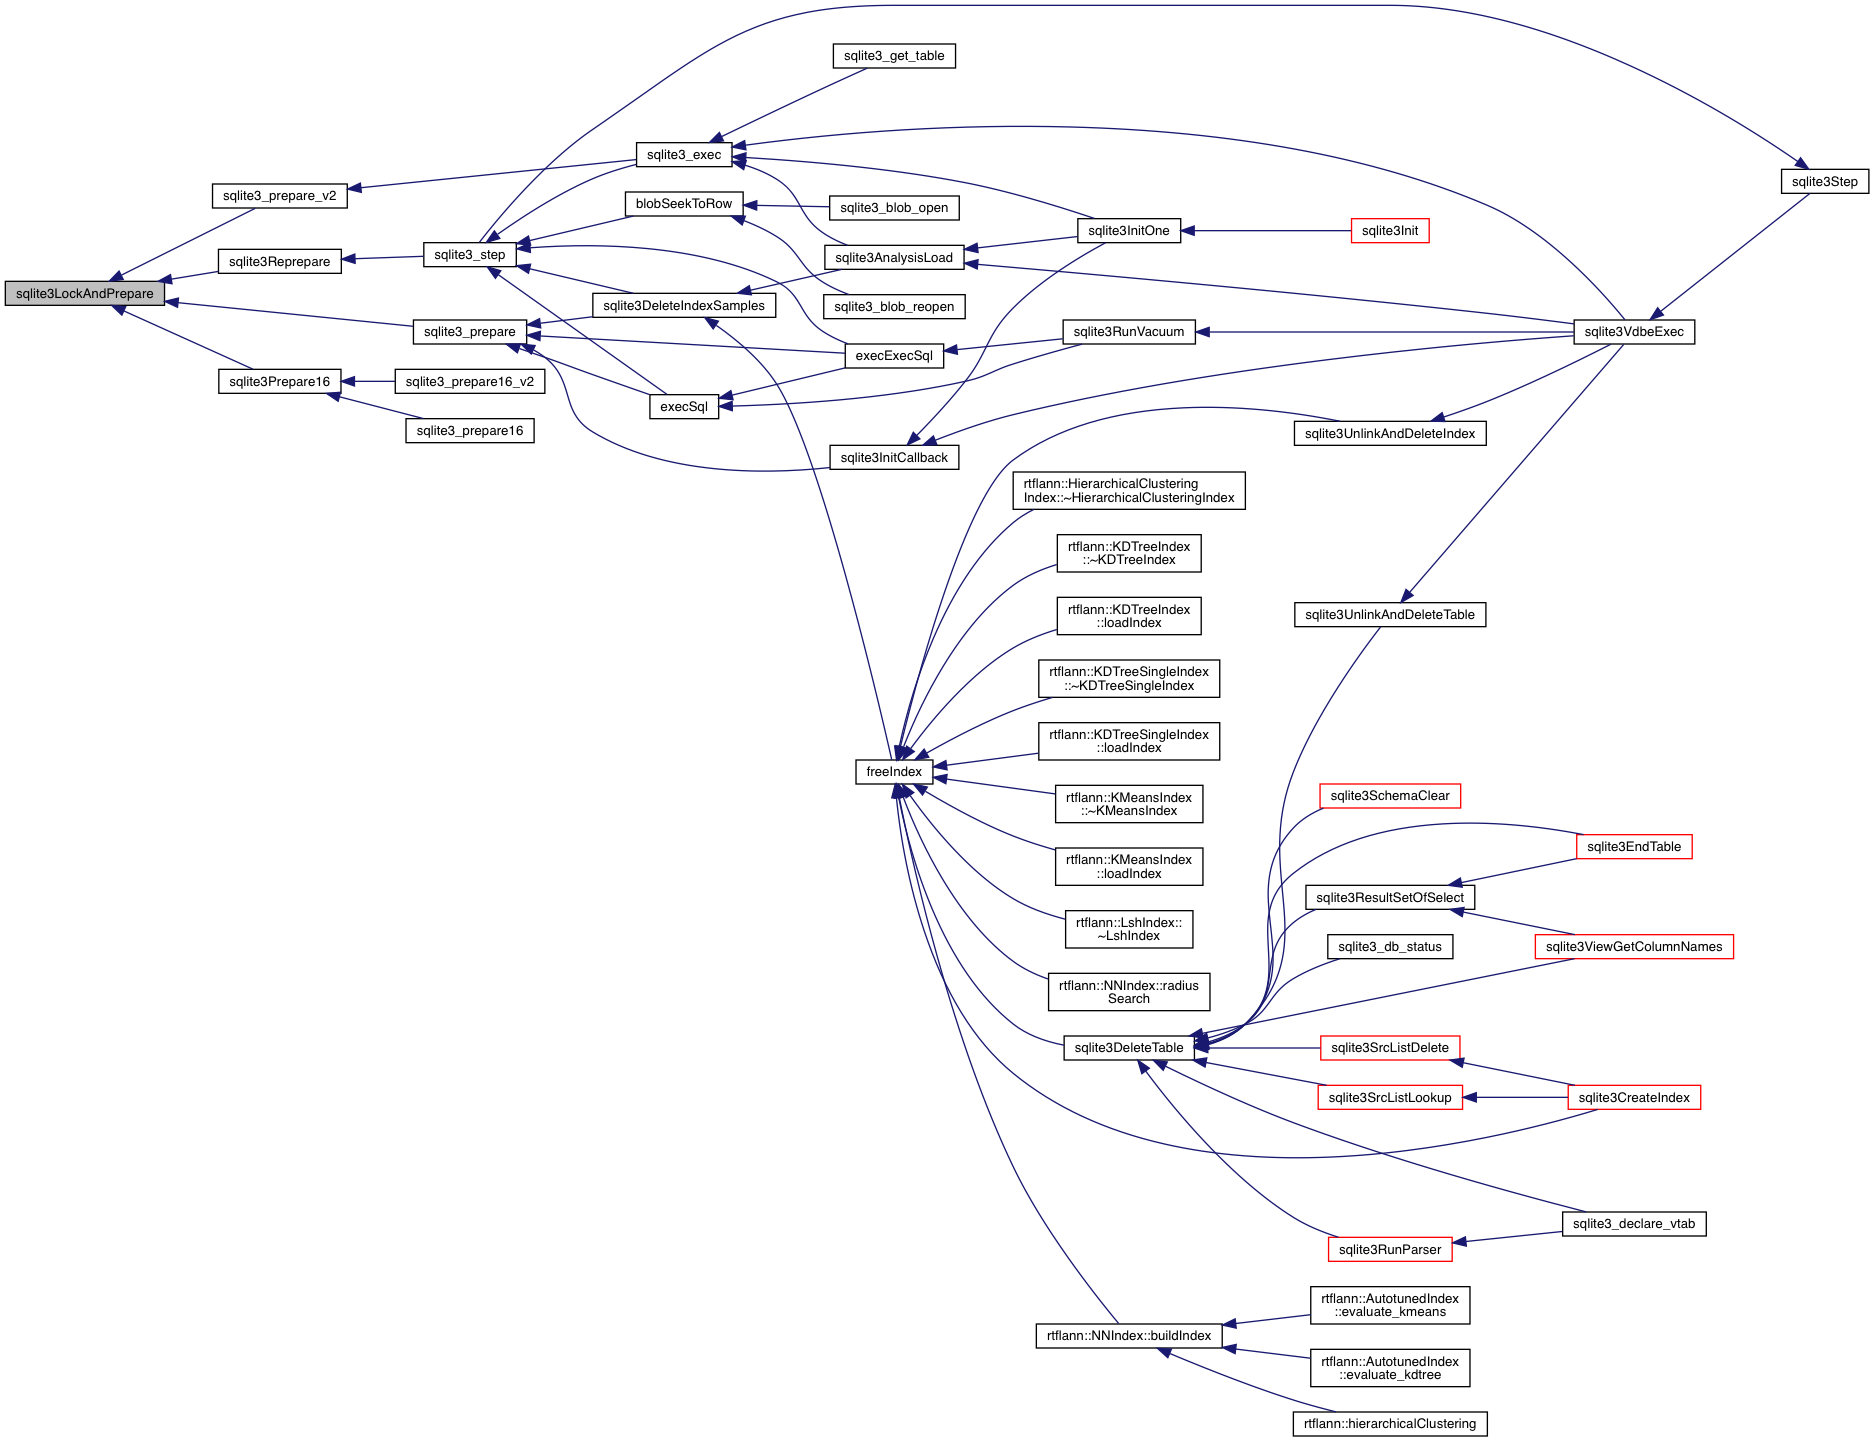 sqlite3LockAndPrepare
sqlite3_prepare_v2
sqlite3Reprepare
sqlite3_prepare
sqlite3Prepare16
sqlite3_step
sqlite3_prepare16_v2
sqlite3_prepare16
sqlite3_exec
blobSeekToRow
sqlite3DeleteIndexSamples
execSql
sqlite3_get_table
sqlite3_blob_open
sqlite3AnalysisLoad
sqlite3_blob_reopen
execExecSql
sqlite3InitCallback
freeIndex
sqlite3InitOne
sqlite3RunVacuum
rtflann::HierarchicalClustering
Index::~HierarchicalClusteringIndex
rtflann::KDTreeIndex
::~KDTreeIndex
rtflann::KDTreeIndex
::loadIndex
rtflann::KDTreeSingleIndex
::~KDTreeSingleIndex
rtflann::KDTreeSingleIndex
::loadIndex
rtflann::KMeansIndex
::~KMeansIndex
rtflann::KMeansIndex
::loadIndex
rtflann::LshIndex::
~LshIndex
rtflann::NNIndex::radius
Search
sqlite3DeleteTable
rtflann::NNIndex::buildIndex
sqlite3Init
sqlite3UnlinkAndDeleteIndex
sqlite3UnlinkAndDeleteTable
sqlite3SchemaClear
sqlite3ResultSetOfSelect
sqlite3_db_status
sqlite3SrcListDelete
sqlite3SrcListLookup
sqlite3RunParser
rtflann::AutotunedIndex
::evaluate_kmeans
rtflann::AutotunedIndex
::evaluate_kdtree
rtflann::hierarchicalClustering
sqlite3VdbeExec
sqlite3EndTable
sqlite3ViewGetColumnNames
sqlite3CreateIndex
sqlite3_declare_vtab
sqlite3Step